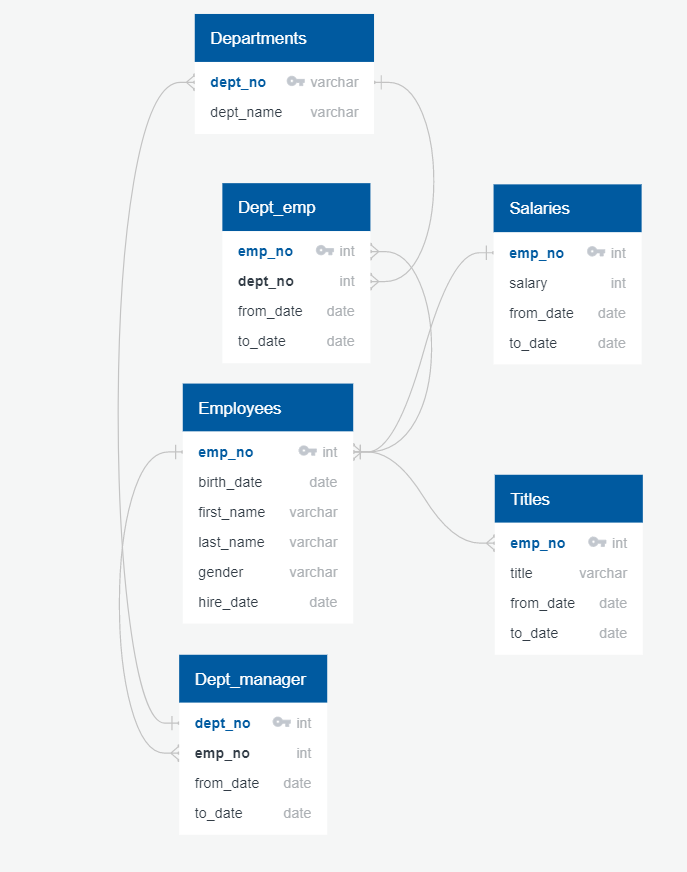 Departments
dept_no varchar
dept_name varchar
Dept_emp
emp_no int
dept_no int
from_date date
to_date date
Salaries
emp_no int
salary int
from_date date
to_date date
Employees
emp_no int
birth_date date
first_name varchar
last_name varchar
gender varchar
hire_date date
Titles
emp_no int
title varchar
from_date date
to_date date
Dept_manager
dept_no int
emp_no int
from_date date
to_date date